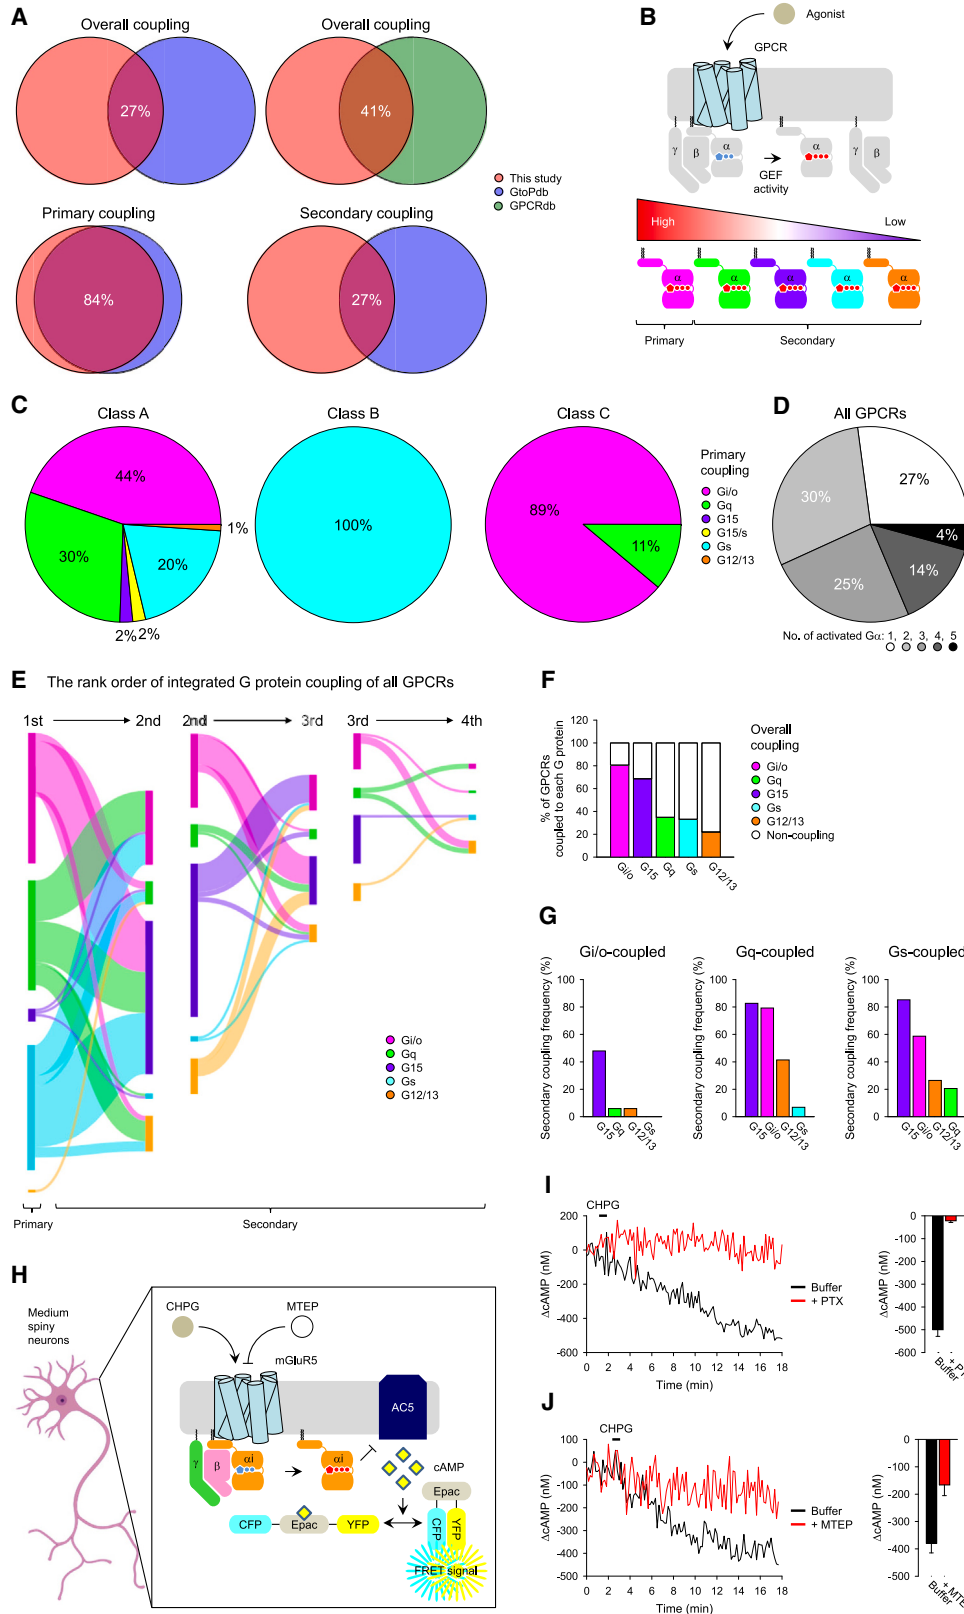 A
Overall coupling
Overall coupling
27%
41%
This study
GtoPdb
GPCRdb
Primary coupling
Secondary coupling
84%
27%
B
Agonist
GPCR
γ
β
α
α
γ
β
GEF
activity
High
Low
α
α
α
α
α
Primary
Secondary
C
Class A
Class B
Class C
44%
30%
20%
1%
2%
2%
100%
89%
11%
Primary
coupling
Gi/o
Gq
G15
G15/s
Gs
G12/13
D
All GPCRs
27%
30%
4%
14%
25%
No. of activated Gα: 1, 2, 3, 4, 5
E
The rank order of integrated G protein coupling of all GPCRs
1st
2nd
2nd
3rd
3rd
4th
Gi/o
Gq
G15
Gs
G12/13
Primary
Secondary
F
% of GPCRs
coupled to each G protein
120
100
80
60
40
20
0
Gi/o
G15
Gq
Gs
G12/13
Overall
coupling
Gi/o
Gq
G15
Gs
G12/13
Non-coupling
G
Gi/o-coupled
Gq-coupled
Gs-coupled
Secondary coupling frequency (%)
100
80
60
40
20
0
G15
Gq
G12/13
Gs
Secondary coupling frequency (%)
100
80
60
40
20
0
G15
Gi/o
G12/13
Gs
Secondary coupling frequency (%)
100
80
60
40
20
0
G15
Gi/o
G12/13
Gq
H
Medium
spiny
neurons
CHPG
MTEP
mGluR5
AC5
γ
β
αi
αi
cAMP
Epac
CFP
YFP
CFP
Epac
YFP
FRET signal
I
CHPG
ΔcAMP (nM)
200
0
-200
-400
-600
0 2 4 6 8 10 12 14 16 18
Time (min)
Buffer
+ PTX
ΔcAMP (nM)
0
-100
-200
-300
-400
-500
-600
Buffer
J
CHPG
ΔcAMP (nM)
100
0
-100
-200
-300
-400
-500
0 2 4 6 8 10 12 14 16 18
Time (min)
Buffer
+ MTEP
ΔcAMP (nM)
0
-100
-200
-300
-400
-500
Buffer